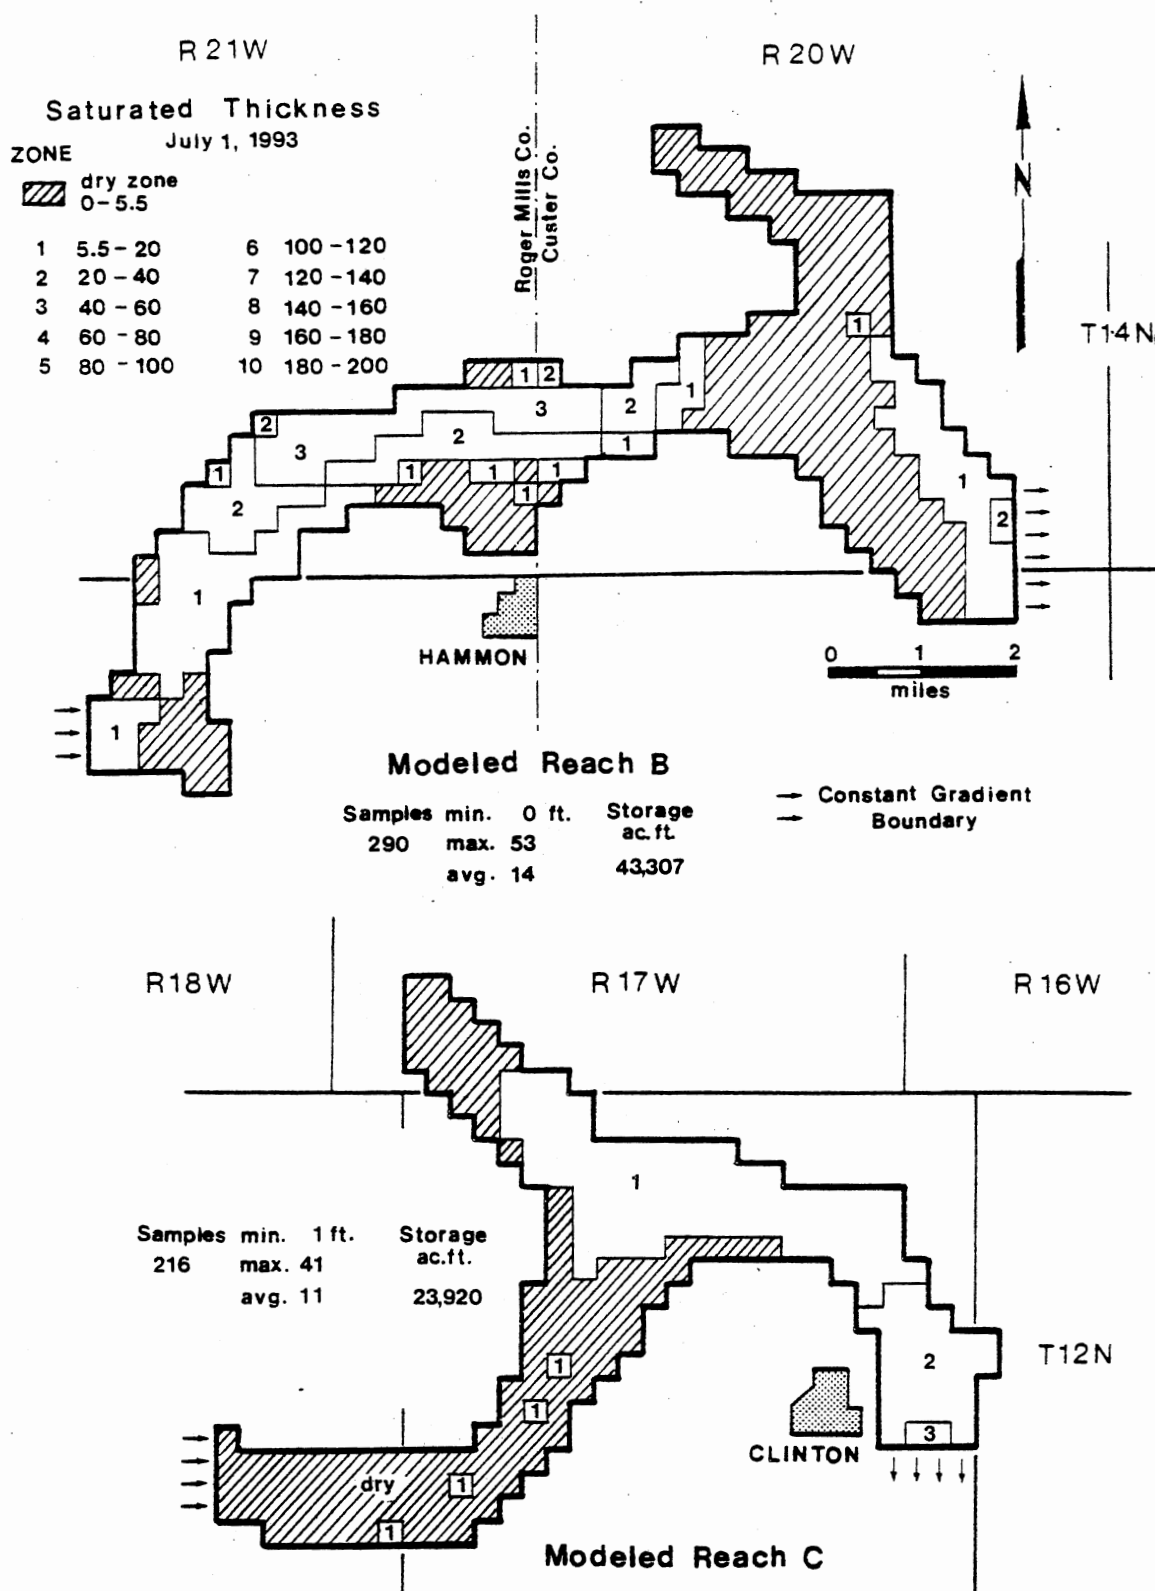 R 21W
R 20W
Saturated Thickness
July 1, 1993
ZONE
dry zone
0-5.5
1 5.5-20 6 100-120
2 20-40 7 120-140
3 40-60 8 140-160
4 60-80 9 160-180
5 80-100 10 180-200
Roger Mills Co.
Custer Co.
N
T14N
1
1 2
3
2
1
2
3
2
1
1
1
1
1
1
1
2
2
1
1
HAMMON
0 1 2
miles
1
Modeled Reach B
Samples min. 0 ft. Storage
290 max. 53 ac.ft.
avg. 14 43,307
→ Constant Gradient
→ Boundary
R18W
R17W
R16W
1
Samples min. 1 ft. Storage
216 max. 41 ac.ft.
avg. 11 23,920
1
1
2
T12N
3
CLINTON
dry
1
1
Modeled Reach C